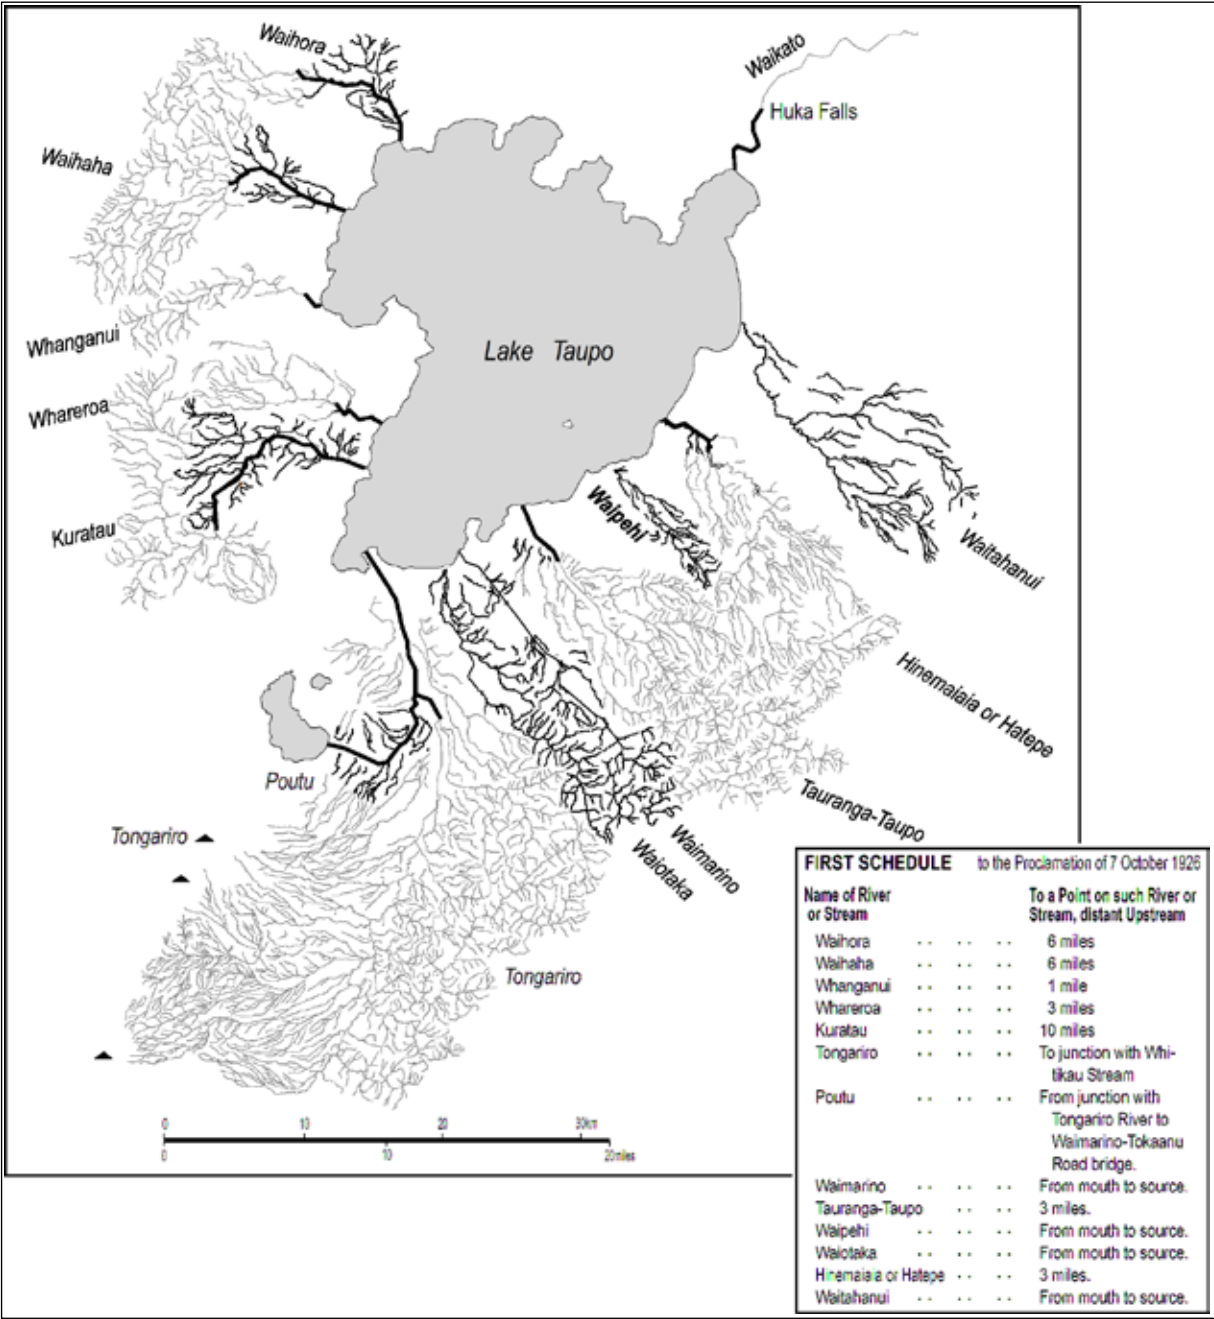 Waihora
Waikato
Huka Falls
Waihaha
Whanganui
Lake Taupo
Whareroa
Kuratau
Waipehi
Waitahanui
Hinemaiaia or Hatepe
Poutu
Tauranga-Taupo
Tongariro
Waimarino
Waiotaka
Tongariro
0 10 20 30km
0 10 20miles
FIRST SCHEDULE to the Proclamation of 7 October 1926
Name of River To a Point on such River or
or Stream Stream, distant Upstream
Waihora .. .. .. 6 miles
Waihaha .. .. .. 6 miles
Whanganui .. .. .. 1 mile
Whareroa .. .. .. 3 miles
Kuratau .. .. .. 10 miles
Tongariro .. .. .. To junction with Whi-
tikau Stream
Poutu .. .. .. From junction with
Tongariro River to
Waimarino-Tokaanu
Road bridge.
Waimarino .. .. .. From mouth to source.
Tauranga-Taupo .. .. 3 miles.
Waipehi .. .. .. From mouth to source.
Waiotaka .. .. .. From mouth to source.
Hinemaiaia or Hatepe .. .. 3 miles.
Waitahanui .. .. .. From mouth to source.